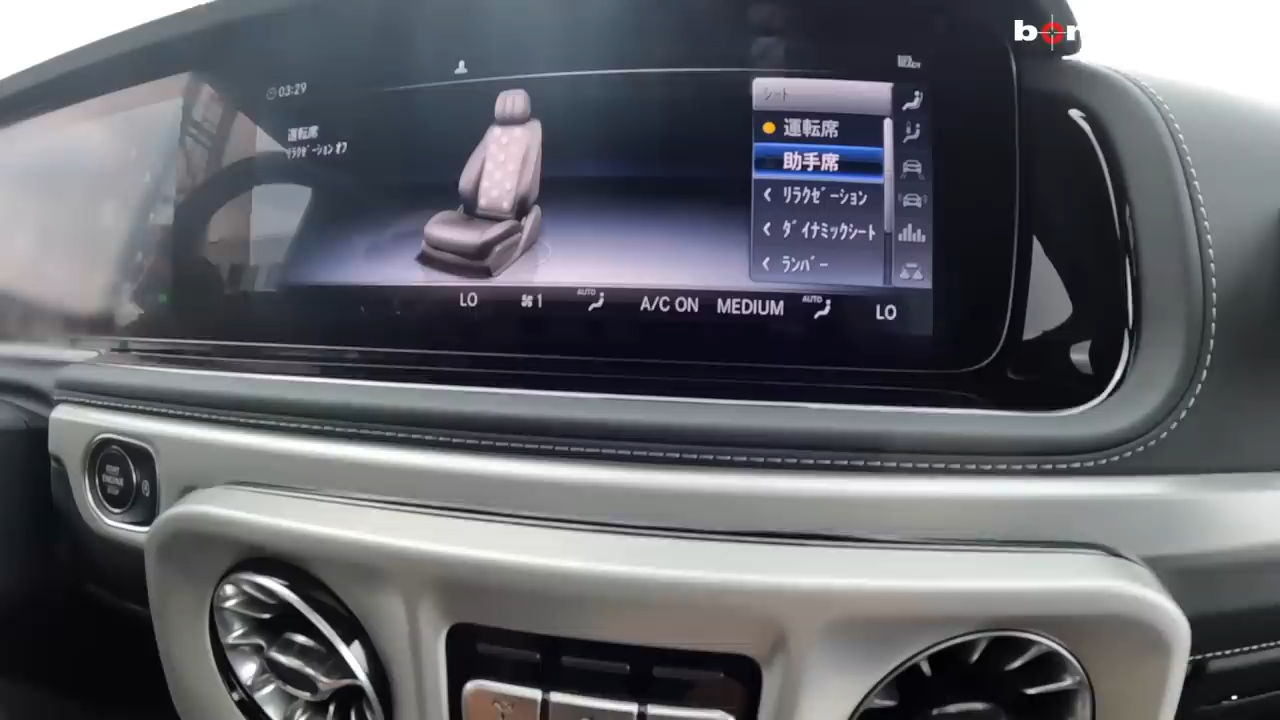 bor
READY
03:29
シート
運転席
運転席
リラクゼーション オフ
助手席
リラクゼーション
ダイナミックシート
ランバー
LO
1
AUTO
A/C ON
MEDIUM
AUTO
LO
START
ENGINE
STOP